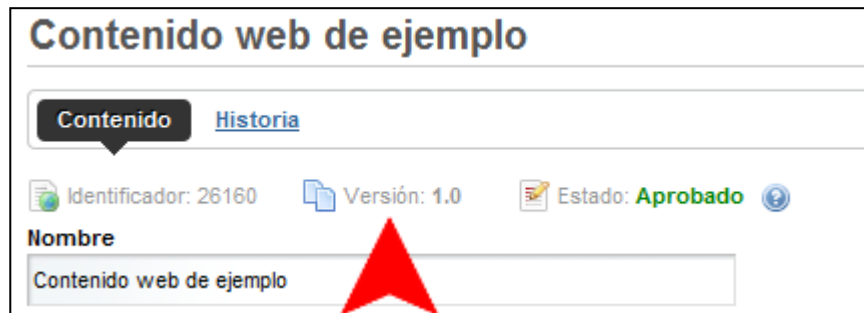 Contenido web de ejemplo
Contenido Historia
Identificador: 26160 Versión: 1.0 Estado: Aprobado
Nombre
Contenido web de ejemplo